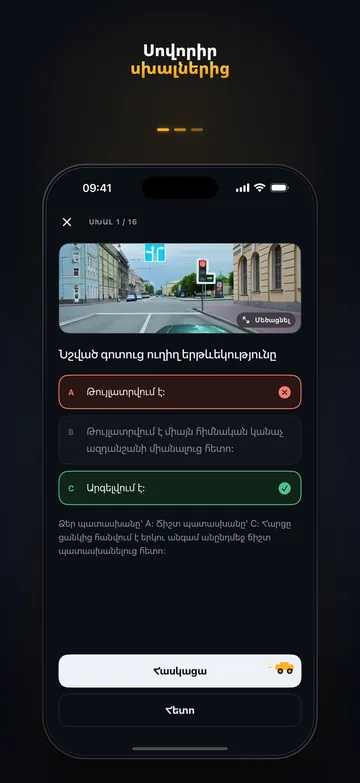 Սովորիր
սխալներից
09:41
ՍԽԱԼ 1 / 16
Մեծացնել
Նշված գոտուց ուղիղ երթևեկությունը
A Թույլատրվում է:
B Թույլատրվում է միայն հիմնական կանաչ
ազդանշանի միանալուց հետո:
C Արգելվում է:
Ձեր պատասխանը՝ A: Ճիշտ պատասխանը՝ C: Հարցը
ցանկից հանվում է երկու անգամ անընդմեջ ճիշտ
պատասխանելուց հետո:
Հասկացա
Հետո